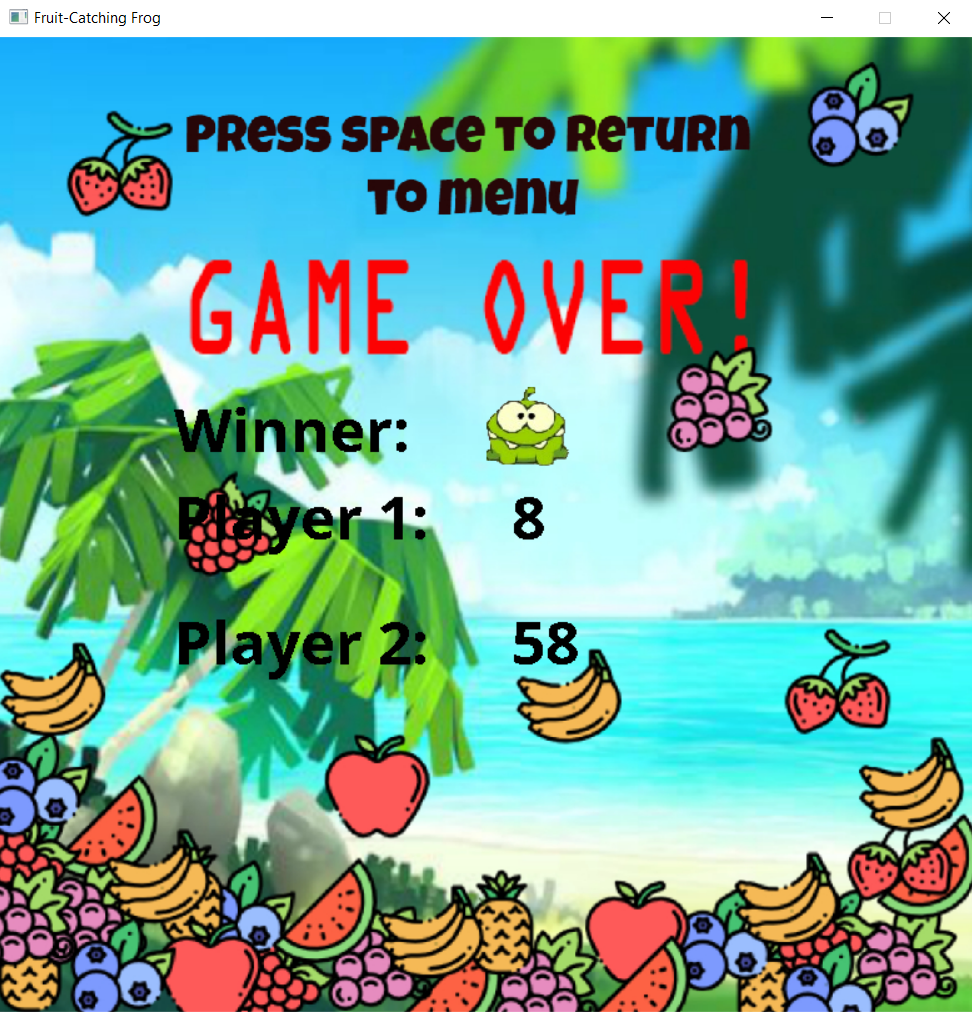 Fruit-Catching Frog
Press space to return
to menu
GAME OVER!
Winner:
Player 1: 8
Player 2: 58